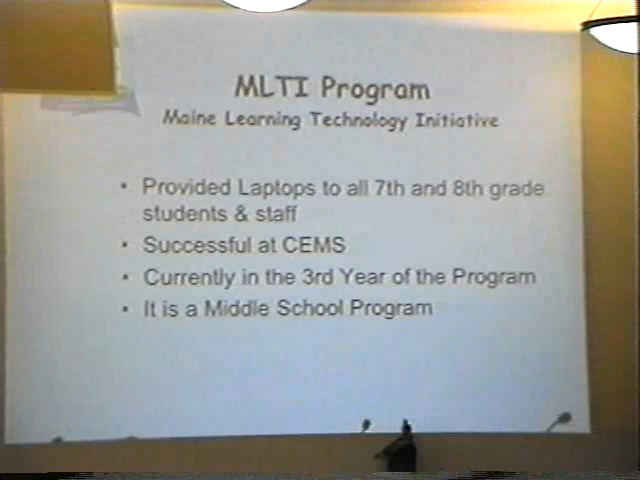 MLTI Program
Maine Learning Technology Initiative
• Provided Laptops to all 7th and 8th grade
students & staff
• Successful at CEMS
• Currently in the 3rd Year of the Program
• It is a Middle School Program